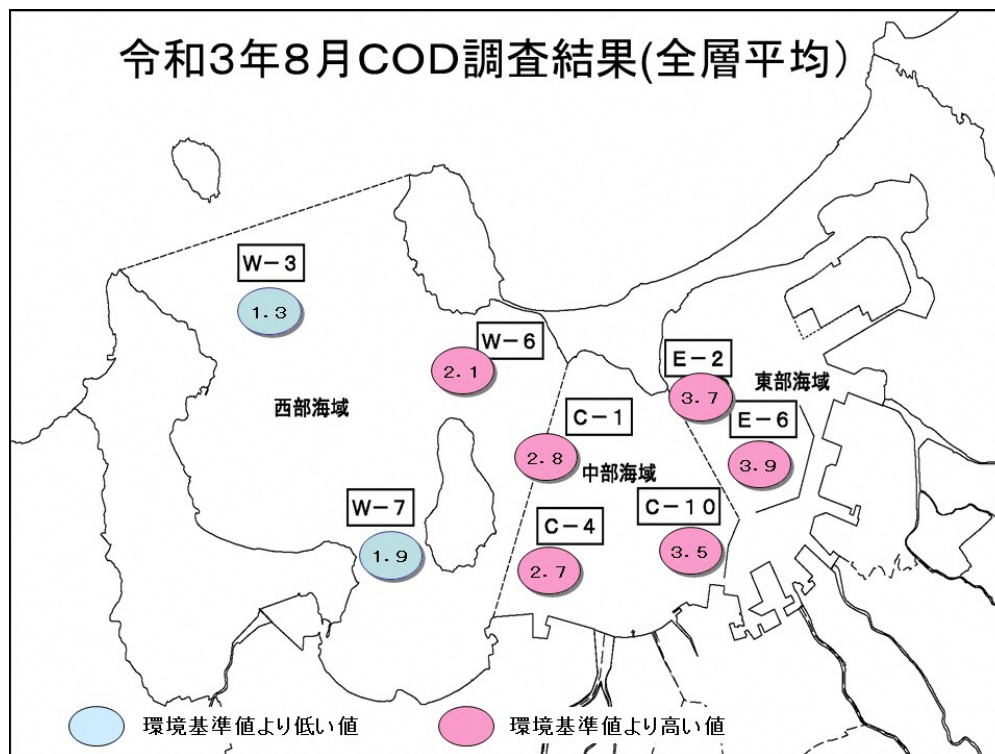 令和3年8月COD調査結果(全層平均)
W-3
1.3
W-6
2.1
E-2
3.7
東部海域
西部海域
C-1
2.8
E-6
3.9
中部海域
W-7
1.9
C-4
2.7
C-10
3.5
環境基準値より低い値
環境基準値より高い値